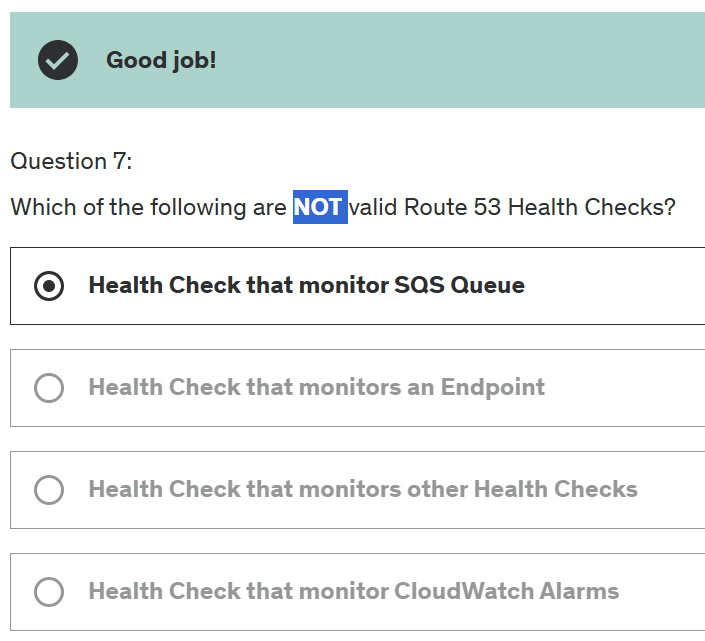 Good job!
Question 7:
Which of the following are NOT valid Route 53 Health Checks?
Health Check that monitor SQS Queue
Health Check that monitors an Endpoint
Health Check that monitors other Health Checks
Health Check that monitor CloudWatch Alarms